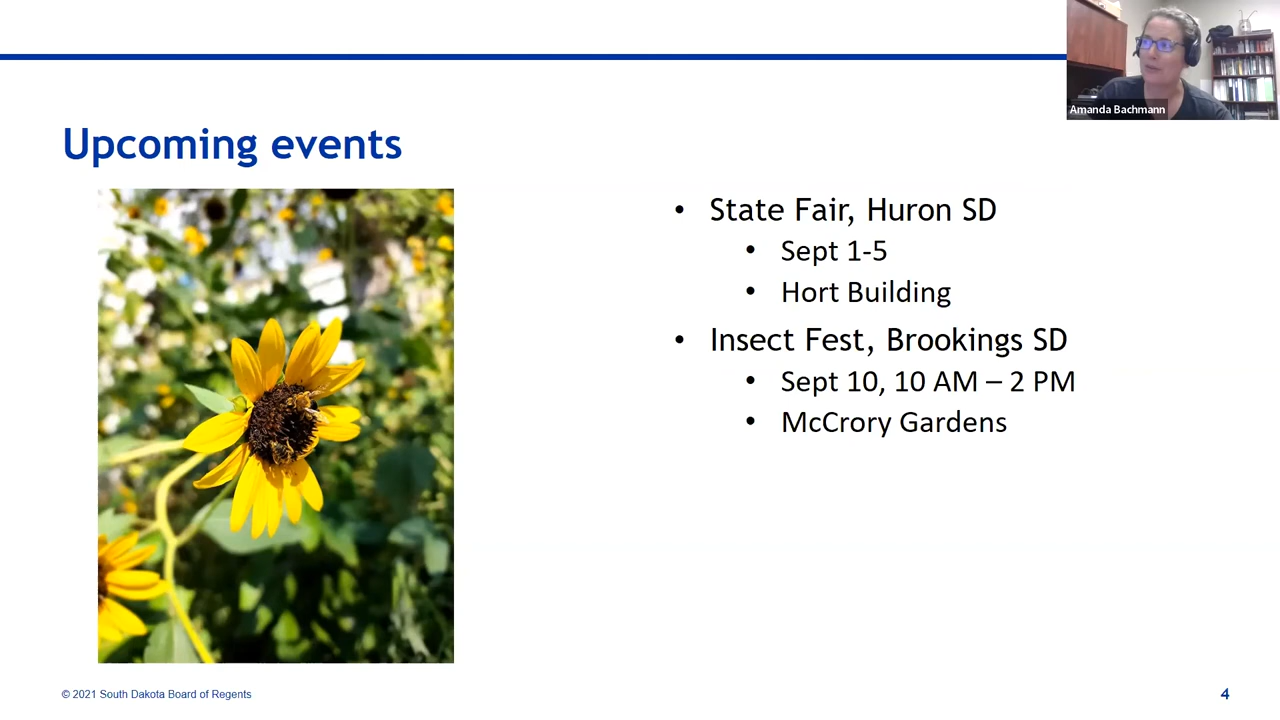 Amanda Bachmann
Upcoming events
• State Fair, Huron SD
• Sept 1-5
• Hort Building
• Insect Fest, Brookings SD
• Sept 10, 10 AM – 2 PM
• McCrory Gardens
© 2021 South Dakota Board of Regents
4